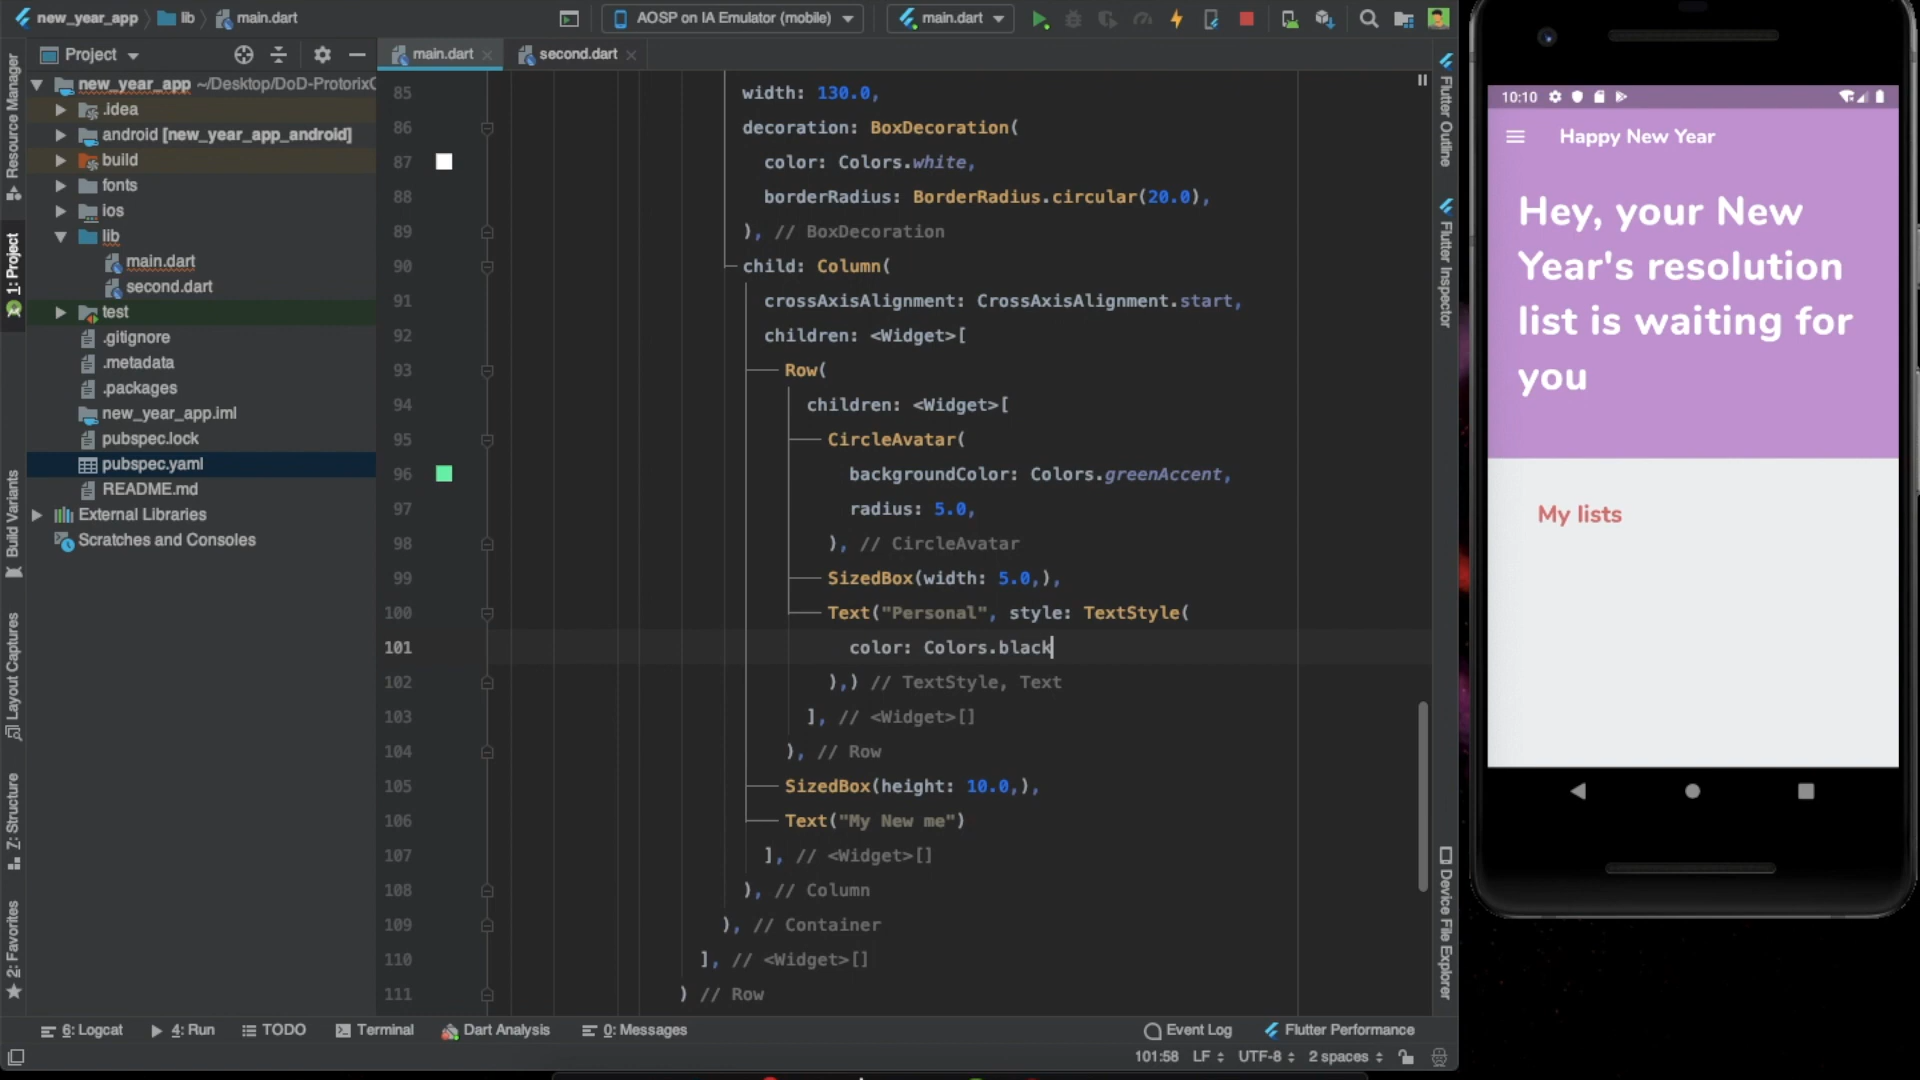 new_year_app
lib
main.dart
AOSP on IA Emulator (mobile)
main.dart
Project
main.dart
second.dart
Resource Manager
1: Project
Build Variants
Layout Captures
Z: Structure
2: Favorites
new_year_app ~/Desktop/DoD-ProtorixC
.idea
android [new_year_app_android]
build
fonts
ios
lib
main.dart
second.dart
test
.gitignore
.metadata
.packages
new_year_app.iml
pubspec.lock
pubspec.yaml
README.md
External Libraries
Scratches and Consoles
85 width: 130.0,
86 decoration: BoxDecoration(
87 color: Colors.white,
88 borderRadius: BorderRadius.circular(20.0),
89 ), // BoxDecoration
90 child: Column(
91 crossAxisAlignment: CrossAxisAlignment.start,
92 children: <Widget>[
93 Row(
94 children: <Widget>[
95 CircleAvatar(
96 backgroundColor: Colors.greenAccent,
97 radius: 5.0,
98 ), // CircleAvatar
99 SizedBox(width: 5.0,),
100 Text("Personal", style: TextStyle(
101 color: Colors.black
102 ),) // TextStyle, Text
103 ], // <Widget>[]
104 ), // Row
105 SizedBox(height: 10.0,),
106 Text("My New me")
107 ], // <Widget>[]
108 ), // Column
109 ), // Container
110 ], // <Widget>[]
111 ) // Row
Flutter Outline
Flutter Inspector
Device File Explorer
6: Logcat
4: Run
TODO
Terminal
Dart Analysis
0: Messages
Event Log
Flutter Performance
101:58 LF UTF-8 2 spaces
10:10
Happy New Year
Hey, your New
Year's resolution
list is waiting for
you
My lists